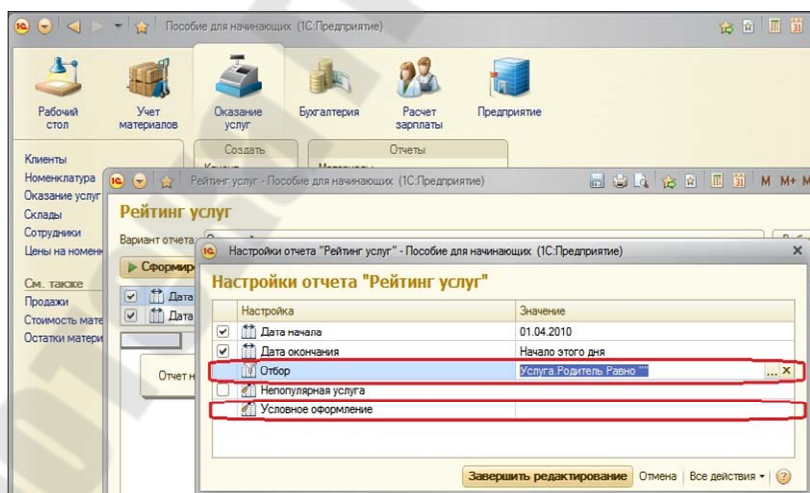 Пособие для начинающих (1С:Предприятие)
Рабочий стол
Учет материалов
Оказание услуг
Бухгалтерия
Расчет зарплаты
Предприятие
Создать
Отчеты
Клиенты
Номенклатура
Оказание услуг
Склады
Сотрудники
Цены на номен
См. также
Продажи
Стоимость мате
Остатки матери
Рейтинг услуг - Пособие для начинающих (1С:Предприятие)
M M+ M
Рейтинг услуг
Вариант отчета
Сформир
Дата
Дата
Отчет н
Настройки отчета "Рейтинг услуг" - Пособие для начинающих (1С:Предприятие)
Настройки отчета "Рейтинг услуг"
Настройка Значение
Дата начала 01.04.2010
Дата окончания Начало этого дня
Отбор Услуга.Родитель Равно "" ... x
Непопулярная услуга
Условное оформление
Завершить редактирование Отмена Все действия ?